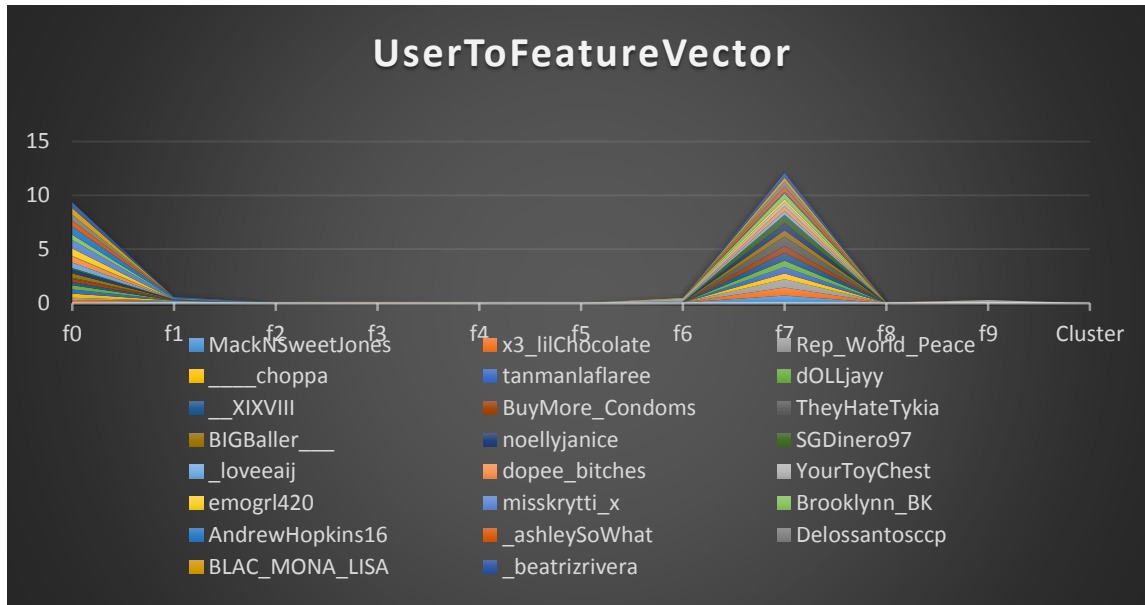 UserToFeatureVector
15
10
5
0
f0 f1 f2 f3 f4 f5 f6 f7 f8 f9 Cluster
MackNSweetJones x3_lilChocolate Rep_World_Peace
____choppa tanmanlaflaree dOLLjayy
__XIXVIII BuyMore_Condoms TheyHateTykia
BIGBaller___ noellyjanice SGDinero97
_loveeaij dopee_bitches YourToyChest
emogrl420 misskrytti_x Brooklynn_BK
AndrewHopkins16 _ashleySoWhat Delossantosccp
BLAC_MONA_LISA _beatrizrivera